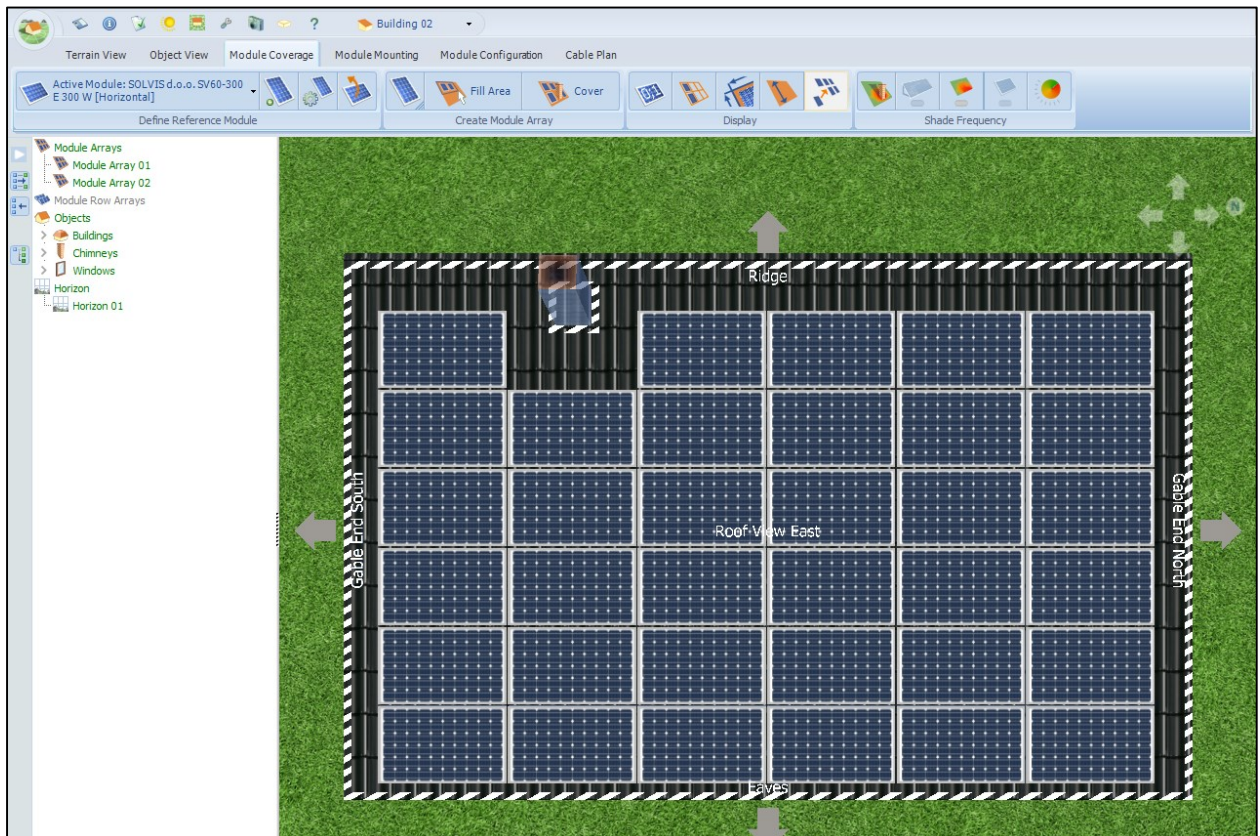 Building 02
Terrain View Object View Module Coverage Module Mounting Module Configuration Cable Plan
Active Module: SOLVIS d.o.o. SV60-300
E 300 W [Horizontal]
Fill Area
Cover
Define Reference Module
Create Module Array
Display
Shade Frequency
Module Arrays
Module Array 01
Module Array 02
Module Row Arrays
Objects
Buildings
Chimneys
Windows
Horizon
Horizon 01
N
Ridge
Gable End South
Roof View East
Gable End North
Eaves